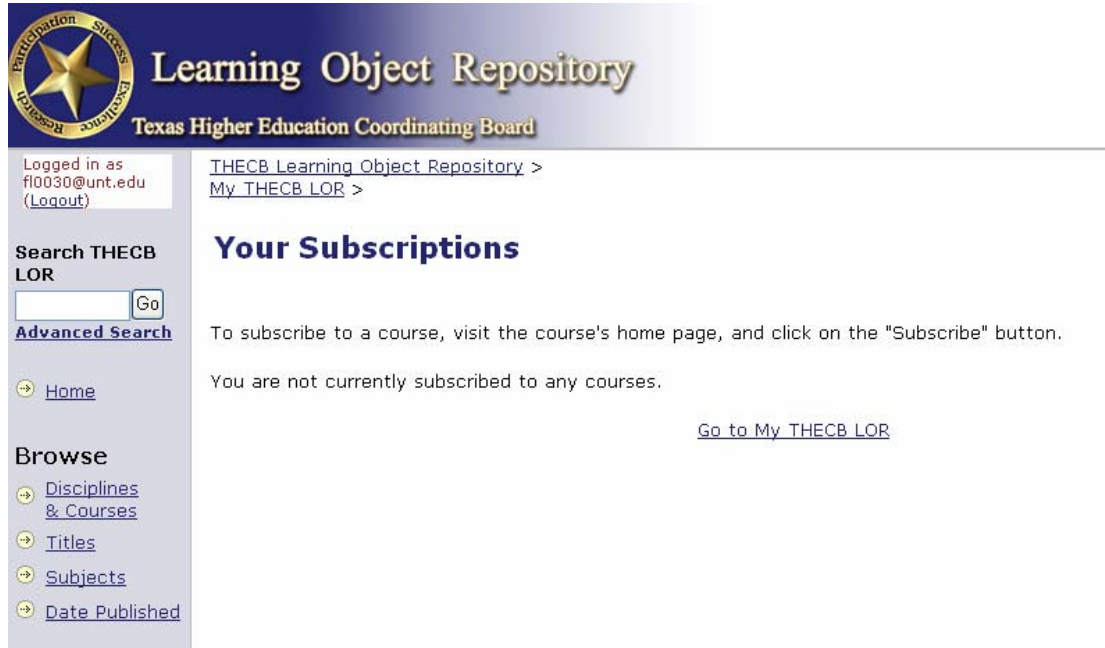 Participation Success Excellence Research
Learning Object Repository
Texas Higher Education Coordinating Board
Logged in as
fl0030@unt.edu
(Logout)
Search THECB
LOR
Go
Advanced Search
Home
Browse
Disciplines
& Courses
Titles
Subjects
Date Published
THECB Learning Object Repository >
My THECB LOR >
Your Subscriptions
To subscribe to a course, visit the course's home page, and click on the "Subscribe" button.
You are not currently subscribed to any courses.
Go to My THECB LOR